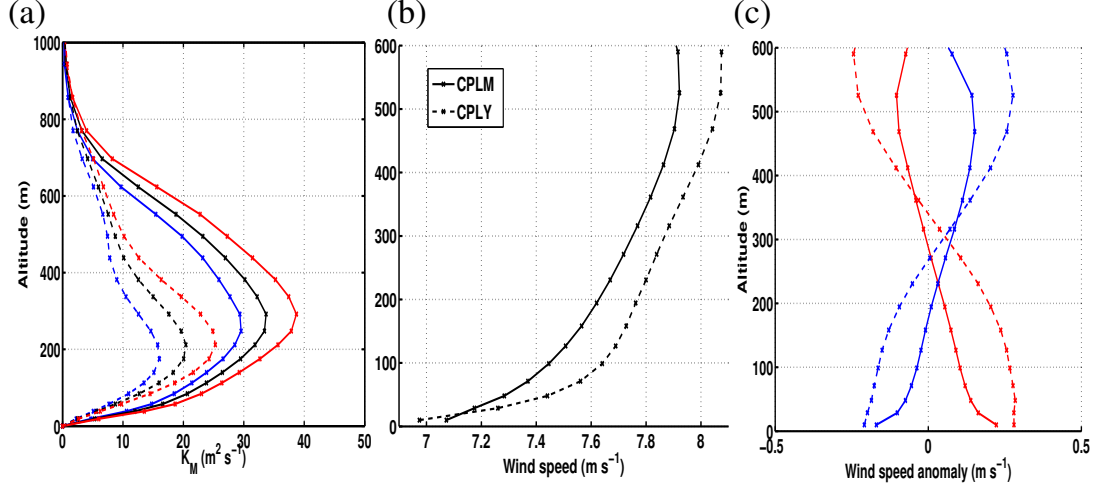 (a)
1000
800
600
400
200
0
Altitude (m)
0 10 20 30 40 50
K_M (m² s⁻¹)
(b)
600
500
400
300
200
100
0
CPLM
CPLY
7 7.2 7.4 7.6 7.8 8
Wind speed (m s⁻¹)
(c)
600
500
400
300
200
100
0
Altitude (m)
−0.5 0 0.5
Wind speed anomaly (m s⁻¹)